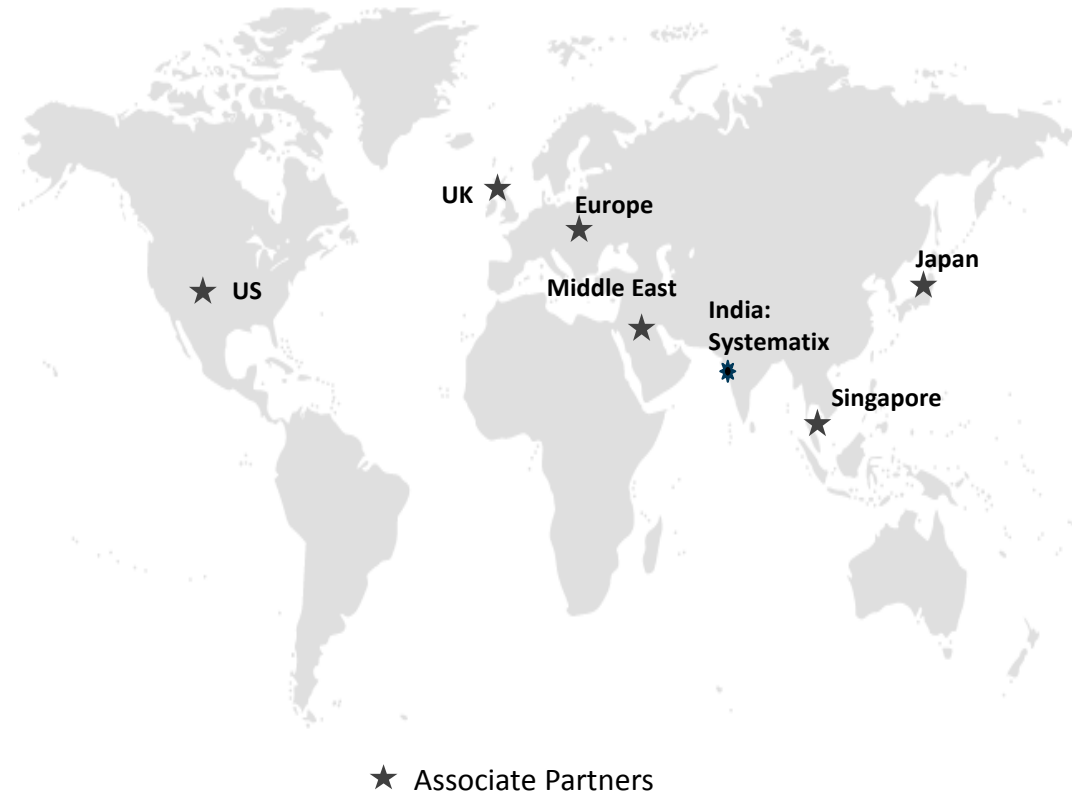 UK
Europe
Japan
US
Middle East
India:
Systematix
Singapore
Associate Partners